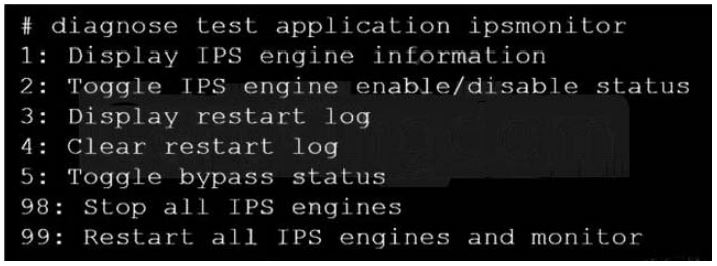 # diagnose test application ipsmonitor
1: Display IPS engine information
2: Toggle IPS engine enable/disable status
3: Display restart log
4: Clear restart log
5: Toggle bypass status
98: Stop all IPS engines
99: Restart all IPS engines and monitor